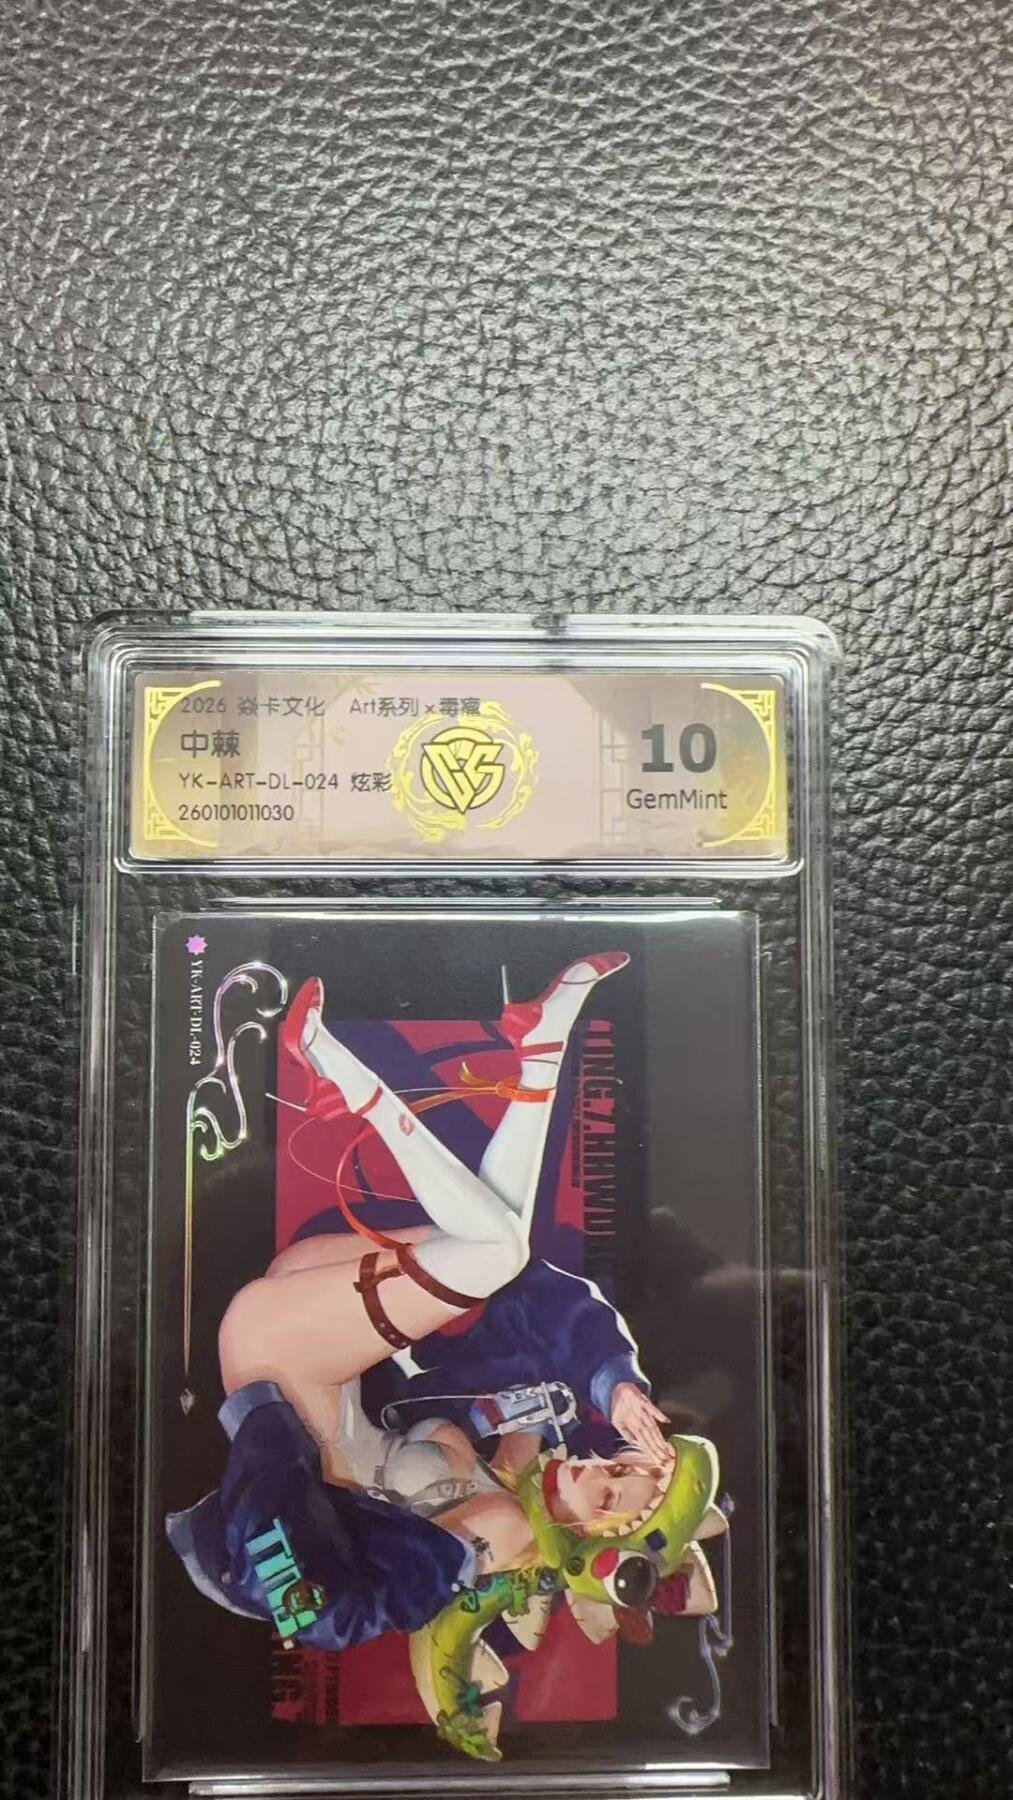 2026 焱卡文化 Art系列×毒瘤
中棘
YK-ART-DL-024 炫彩
260101011030
10
GemMint
YK-ART-DL-024